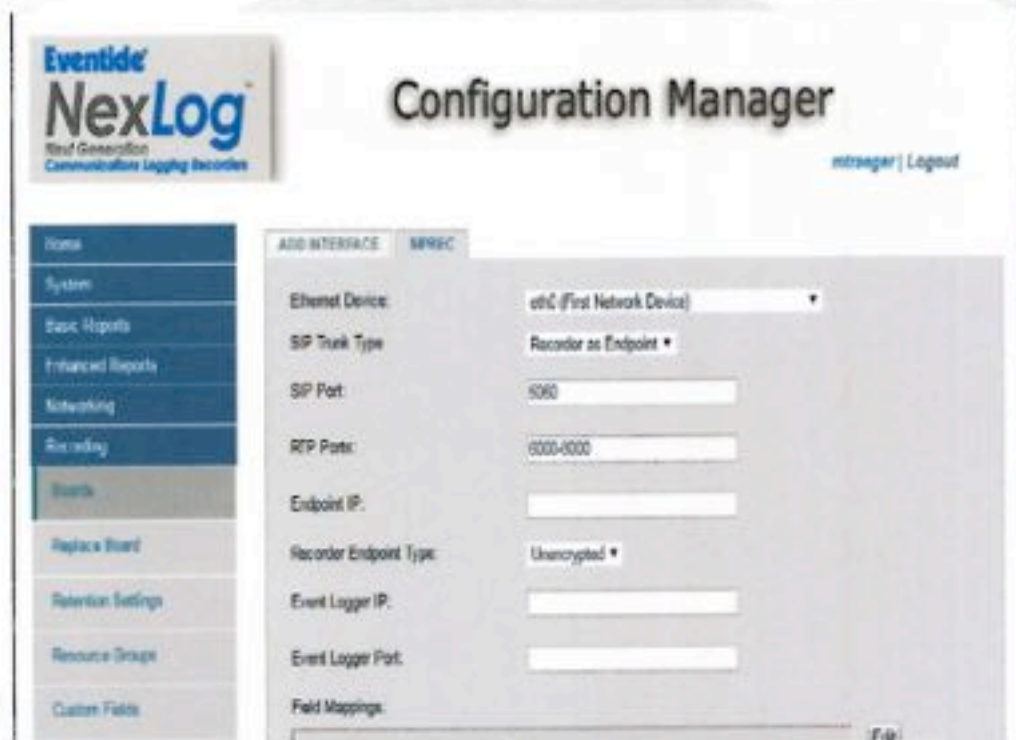 Eventide
NexLog
Next Generation
Communications Logging Recorders
Configuration Manager
mtraeger | Logout
Home
System
Basic Reports
Enhanced Reports
Networking
Recording
Boards
Replace Board
Retention Settings
Resource Groups
Custom Fields
ADD INTERFACE
Ethernet Device:
eth0 (First Network Device)
SIP Trunk Type
Recorder as Endpoint
SIP Port:
5060
RTP Ports:
6000-8000
Endpoint IP:
Recorder Endpoint Type:
Unencrypted
Event Logger IP:
Event Logger Port:
Field Mappings:
Edit